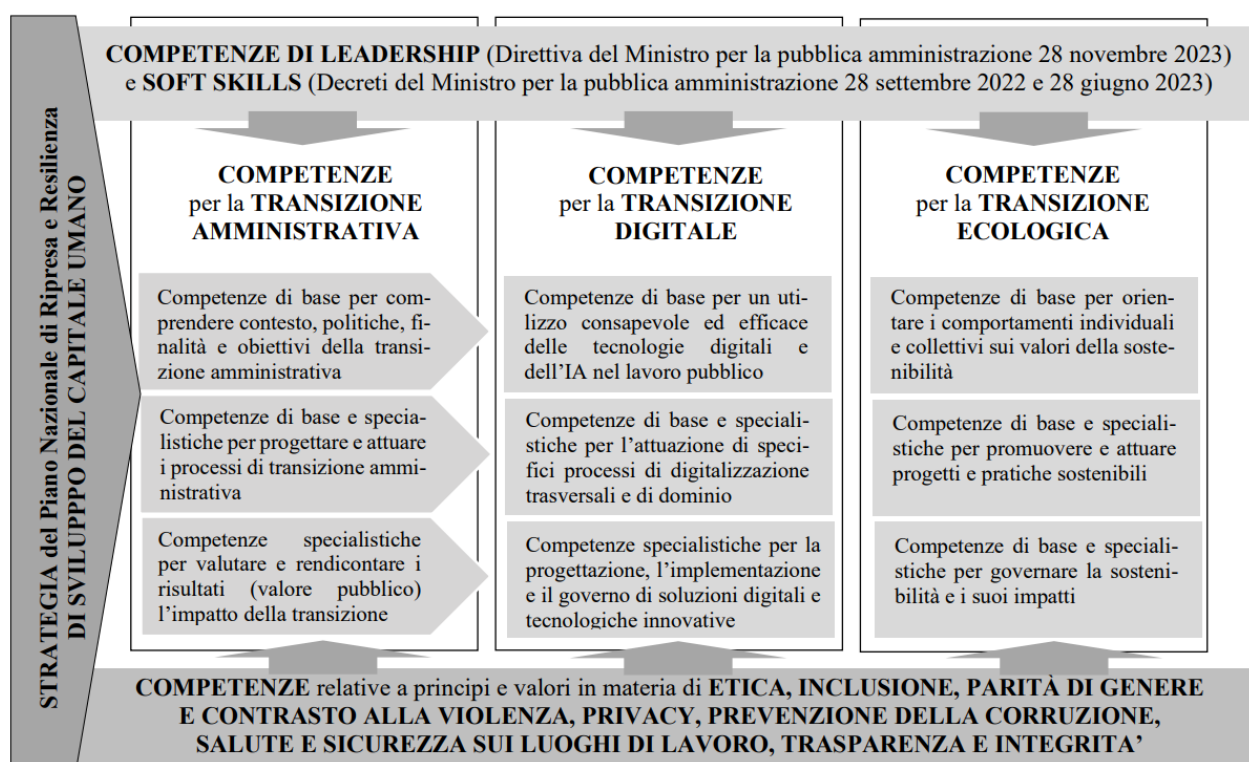 STRATEGIA del Piano Nazionale di Ripresa e Resilienza
DI SVILUPPO DEL CAPITALE UMANO
COMPETENZE DI LEADERSHIP (Direttiva del Ministro per la pubblica amministrazione 28 novembre 2023)
e SOFT SKILLS (Decreti del Ministro per la pubblica amministrazione 28 settembre 2022 e 28 giugno 2023)
COMPETENZE
per la TRANSIZIONE
AMMINISTRATIVA
Competenze di base per com-
prendere contesto, politiche, fi-
nalità e obiettivi della transi-
zione amministrativa
Competenze di base e specia-
listiche per progettare e attuare
i processi di transizione ammi-
nistrativa
Competenze specialistiche
per valutare e rendicontare i
risultati (valore pubblico)
l’impatto della transizione
COMPETENZE
per la TRANSIZIONE
DIGITALE
Competenze di base per un uti-
lizzo consapevole ed efficace
delle tecnologie digitali e
dell’IA nel lavoro pubblico
Competenze di base e speciali-
stiche per l’attuazione di speci-
fici processi di digitalizzazione
trasversali e di dominio
Competenze specialistiche per la
progettazione, l’implementazione
e il governo di soluzioni digitali e
tecnologiche innovative
COMPETENZE
per la TRANSIZIONE
ECOLOGICA
Competenze di base per orien-
tare i comportamenti individuali
e collettivi sui valori della soste-
nibilità
Competenze di base e speciali-
stiche per promuovere e attuare
progetti e pratiche sostenibili
Competenze di base e speciali-
stiche per governare la sosteni-
bilità e i suoi impatti
COMPETENZE relative a principi e valori in materia di ETICA, INCLUSIONE, PARITÀ DI GENERE
E CONTRASTO ALLA VIOLENZA, PRIVACY, PREVENZIONE DELLA CORRUZIONE,
SALUTE E SICUREZZA SUI LUOGHI DI LAVORO, TRASPARENZA E INTEGRITA’